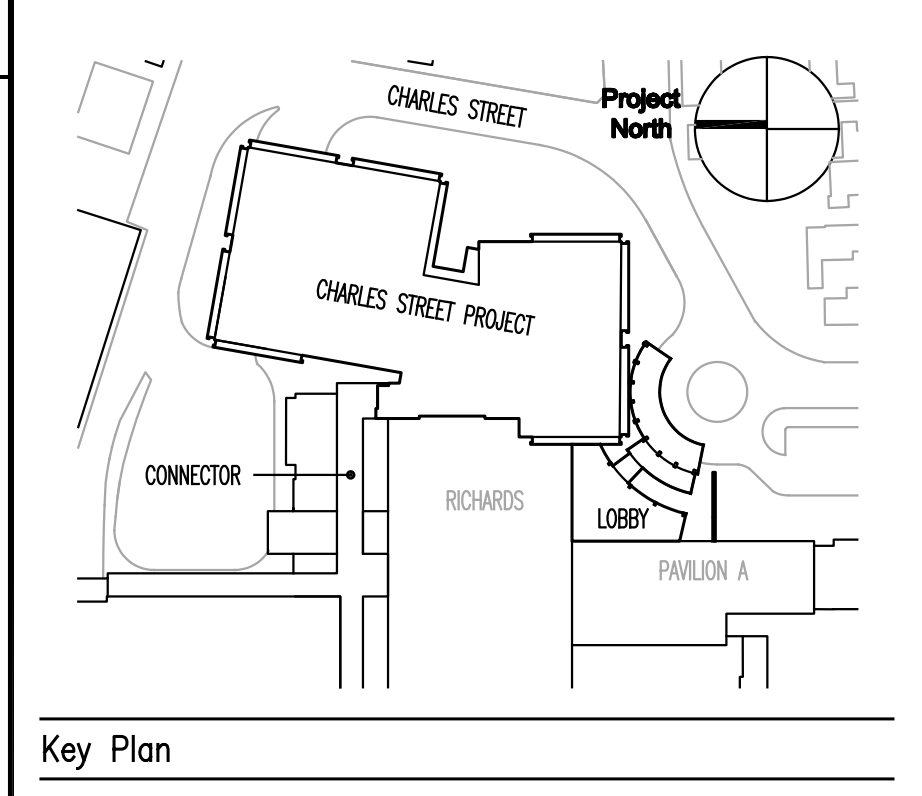 CHARLES STREET
Project
North
CHARLES STREET PROJECT
CONNECTOR
RICHARDS
LOBBY
PAVILION A
Key Plan